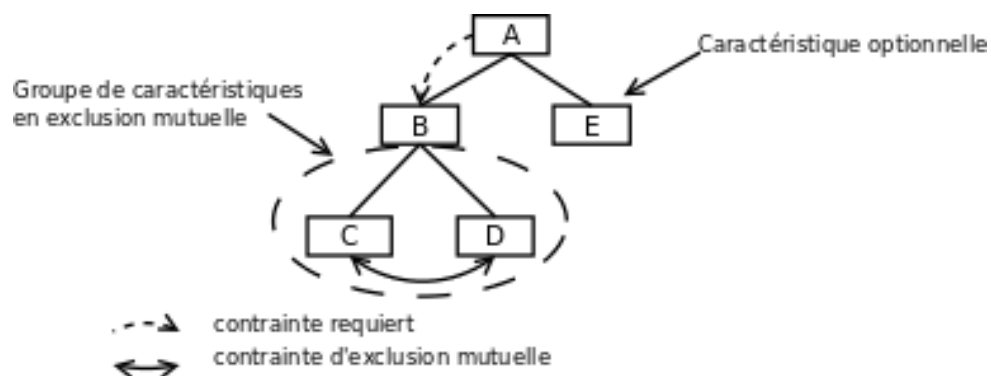 A
Caractéristique optionnelle
Groupe de caractéristiques
en exclusion mutuelle
B
E
C
D
contrainte requiert
contrainte d'exclusion mutuelle